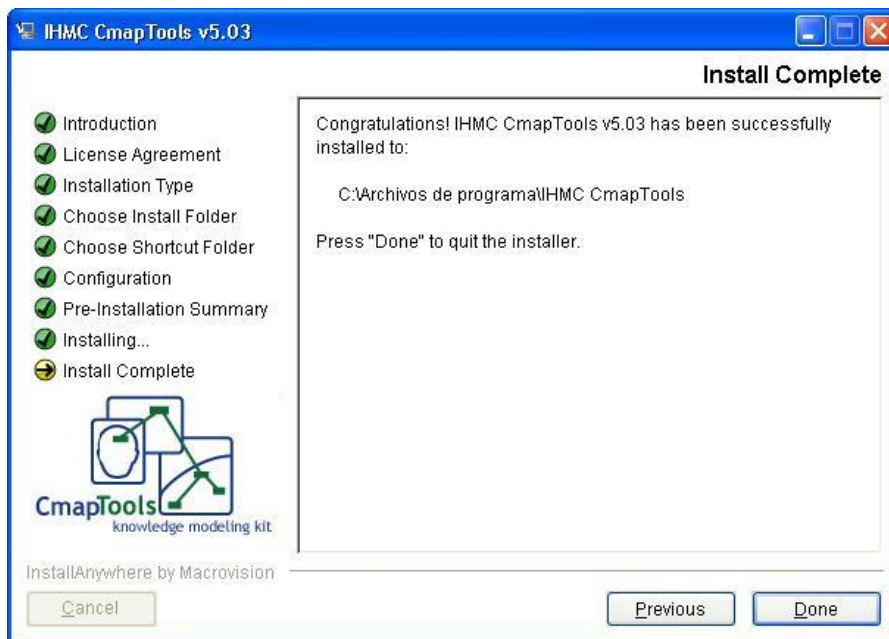 IHMC CmapTools v5.03
Install Complete
Introduction
License Agreement
Installation Type
Choose Install Folder
Choose Shortcut Folder
Configuration
Pre-Installation Summary
Installing...
Install Complete
CmapTools
knowledge modeling kit
Congratulations! IHMC CmapTools v5.03 has been successfully
installed to:
C:\Archivos de programa\IHMC CmapTools
Press "Done" to quit the installer.
InstallAnywhere by Macrovision
Cancel
Previous
Done